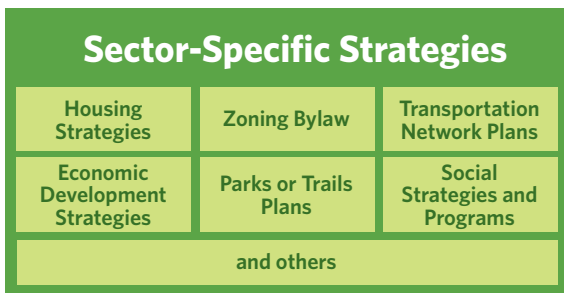 Sector-Specific Strategies
Housing
Strategies
Zoning Bylaw
Transportation
Network Plans
Economic
Development
Strategies
Parks or Trails
Plans
Social
Strategies and
Programs
and others